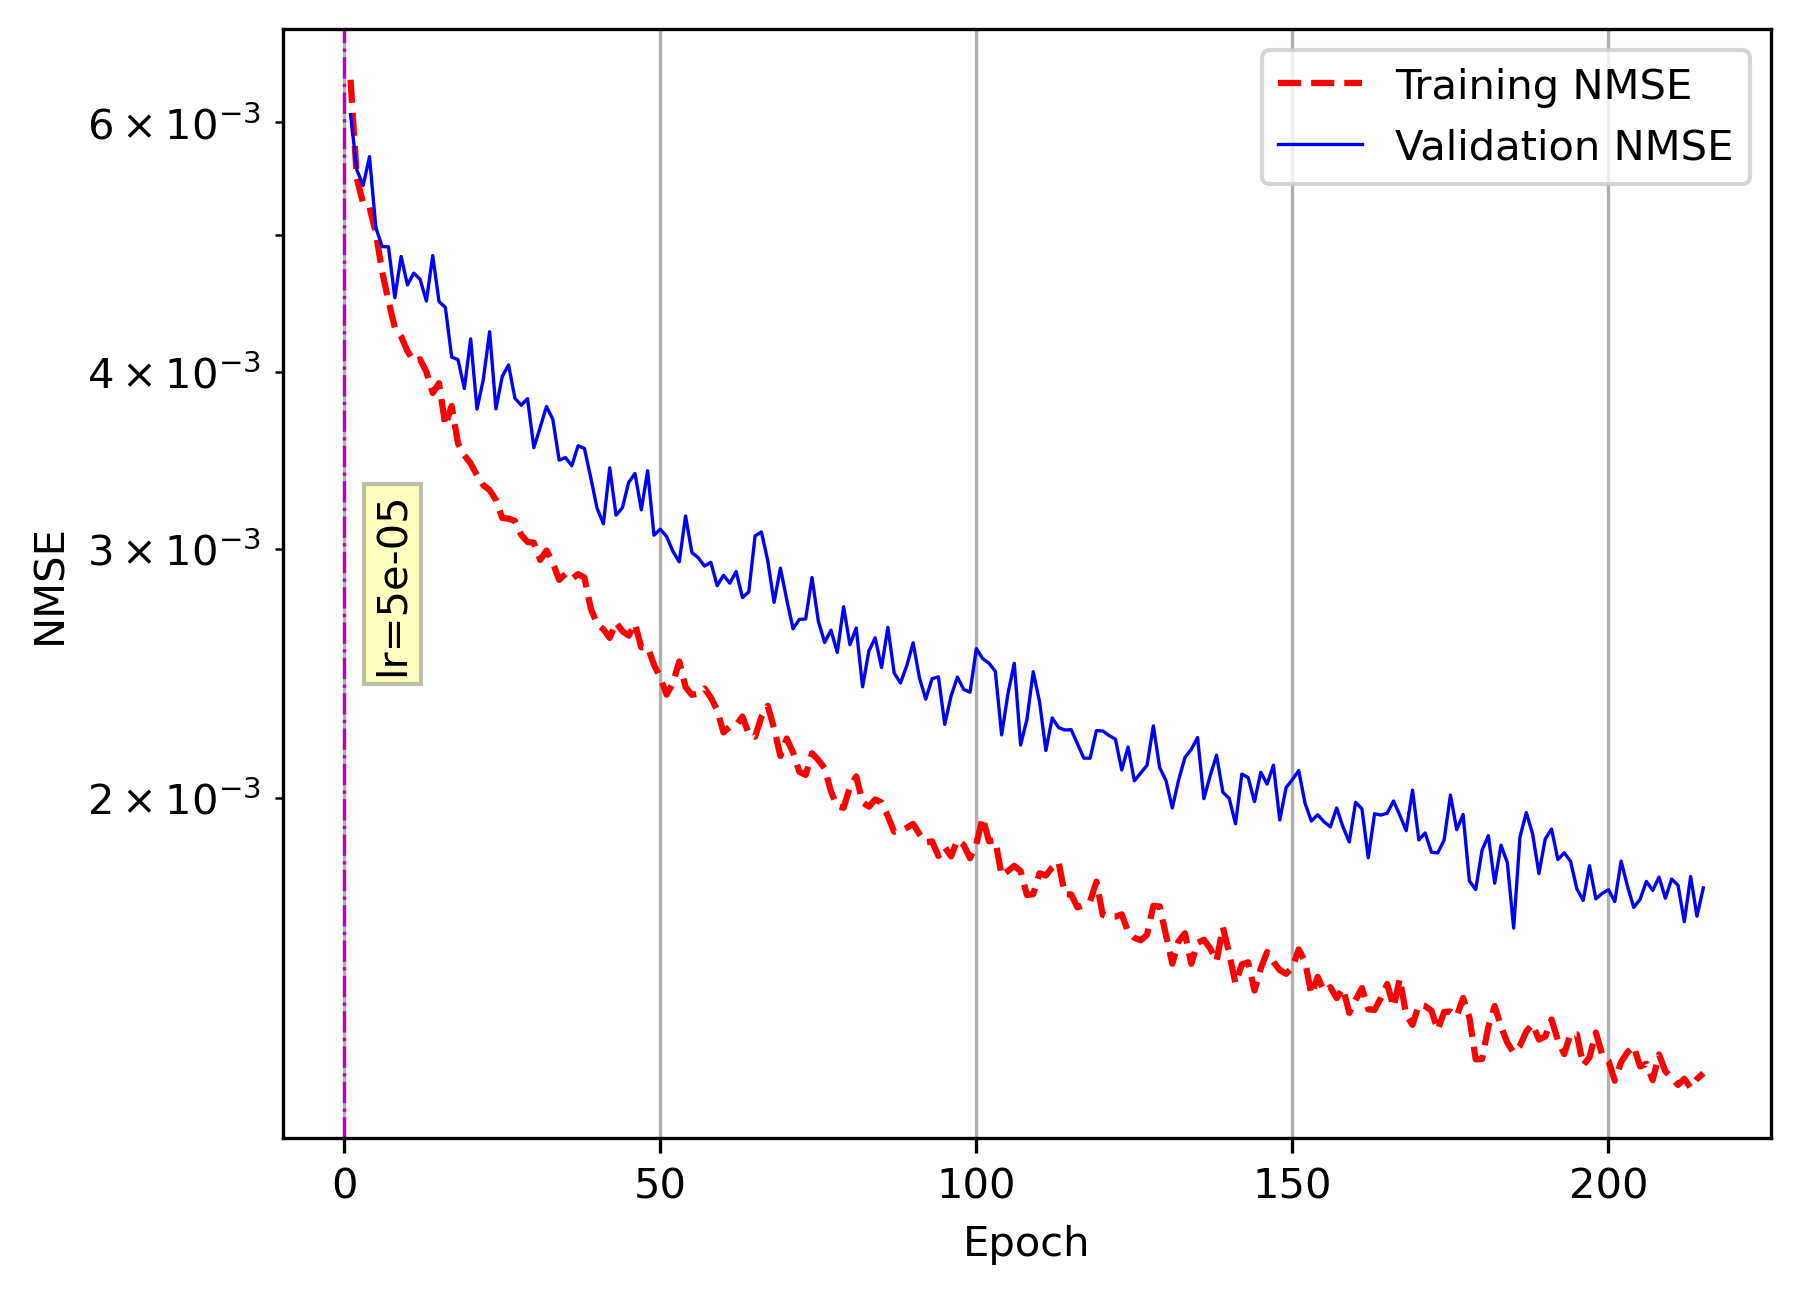 Training NMSE
Validation NMSE
6 × 10⁻³
4 × 10⁻³
3 × 10⁻³
2 × 10⁻³
NMSE
lr=5e-05
0 50 100 150 200
Epoch